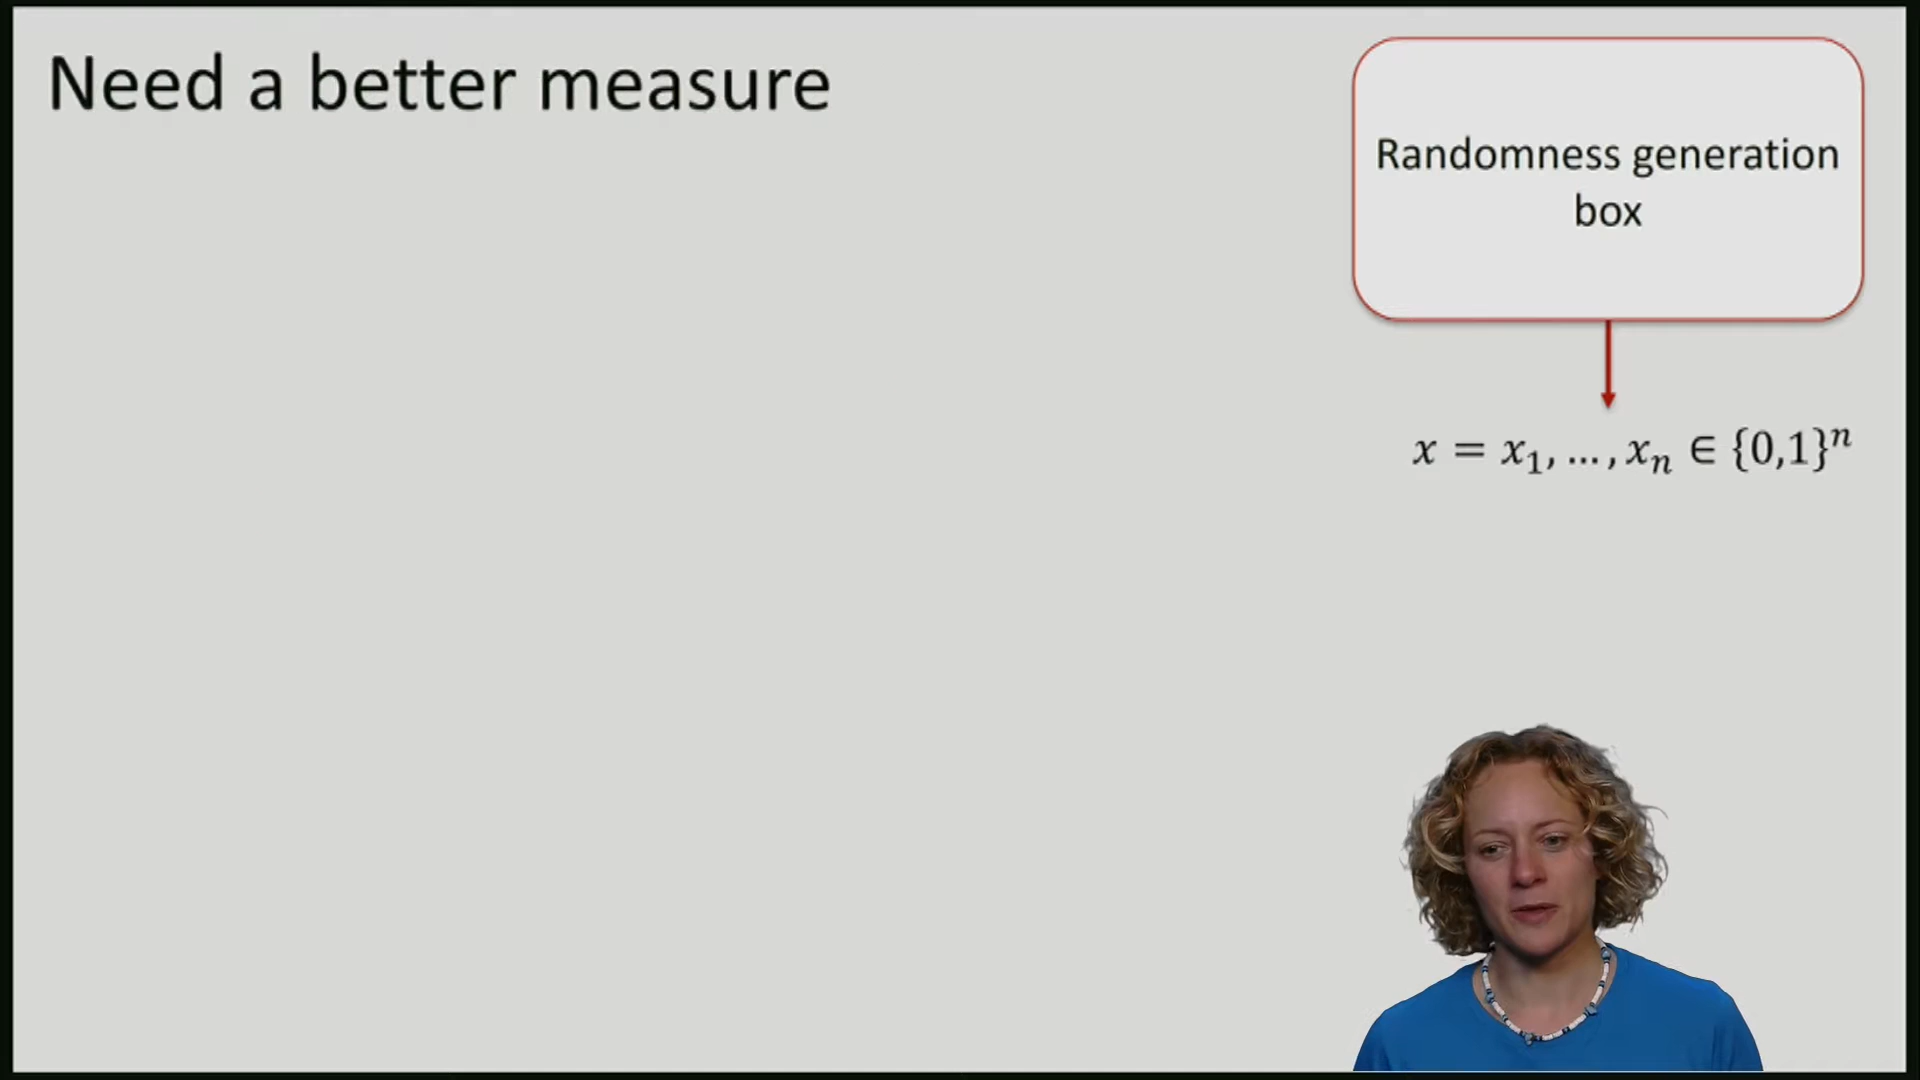 Need a better measure
Randomness generation
box
x = x₁, … , xₙ ∈ {0,1}ⁿ